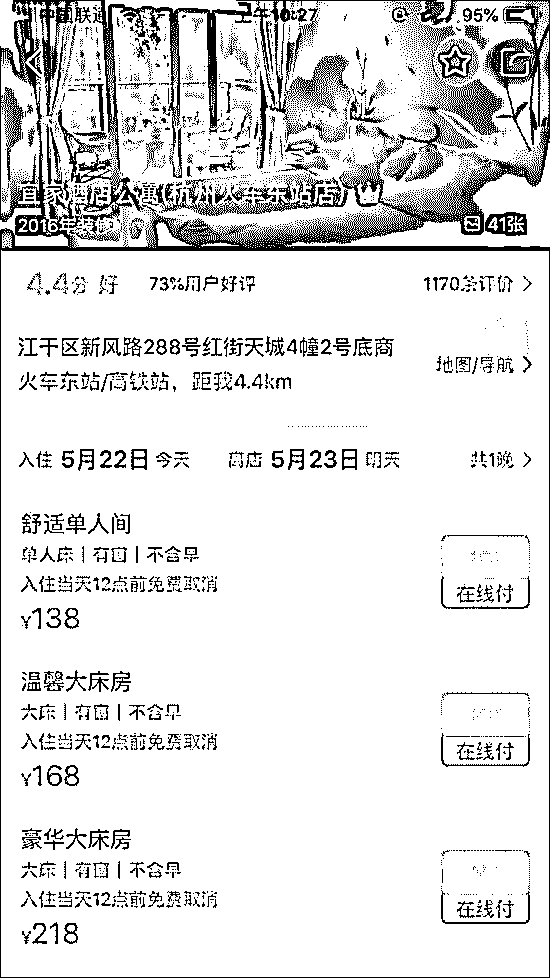 中国联通 上午10:27 95%
宜家酒店公寓(杭州火车东站店)
2016年装修 41张
4.4分 好 73%用户好评 1170条评价
江干区新风路288号红街天城4幢2号底商
地图/导航
火车东站/高铁站，距我4.4km
入住 5月22日 今天 离店 5月23日 明天 共1晚
舒适单人间
单人床 | 有窗 | 不含早
入住当天12点前免费取消
在线付
¥138
温馨大床房
大床 | 有窗 | 不含早
入住当天12点前免费取消
在线付
¥168
豪华大床房
大床 | 有窗 | 不含早
入住当天12点前免费取消
在线付
¥218